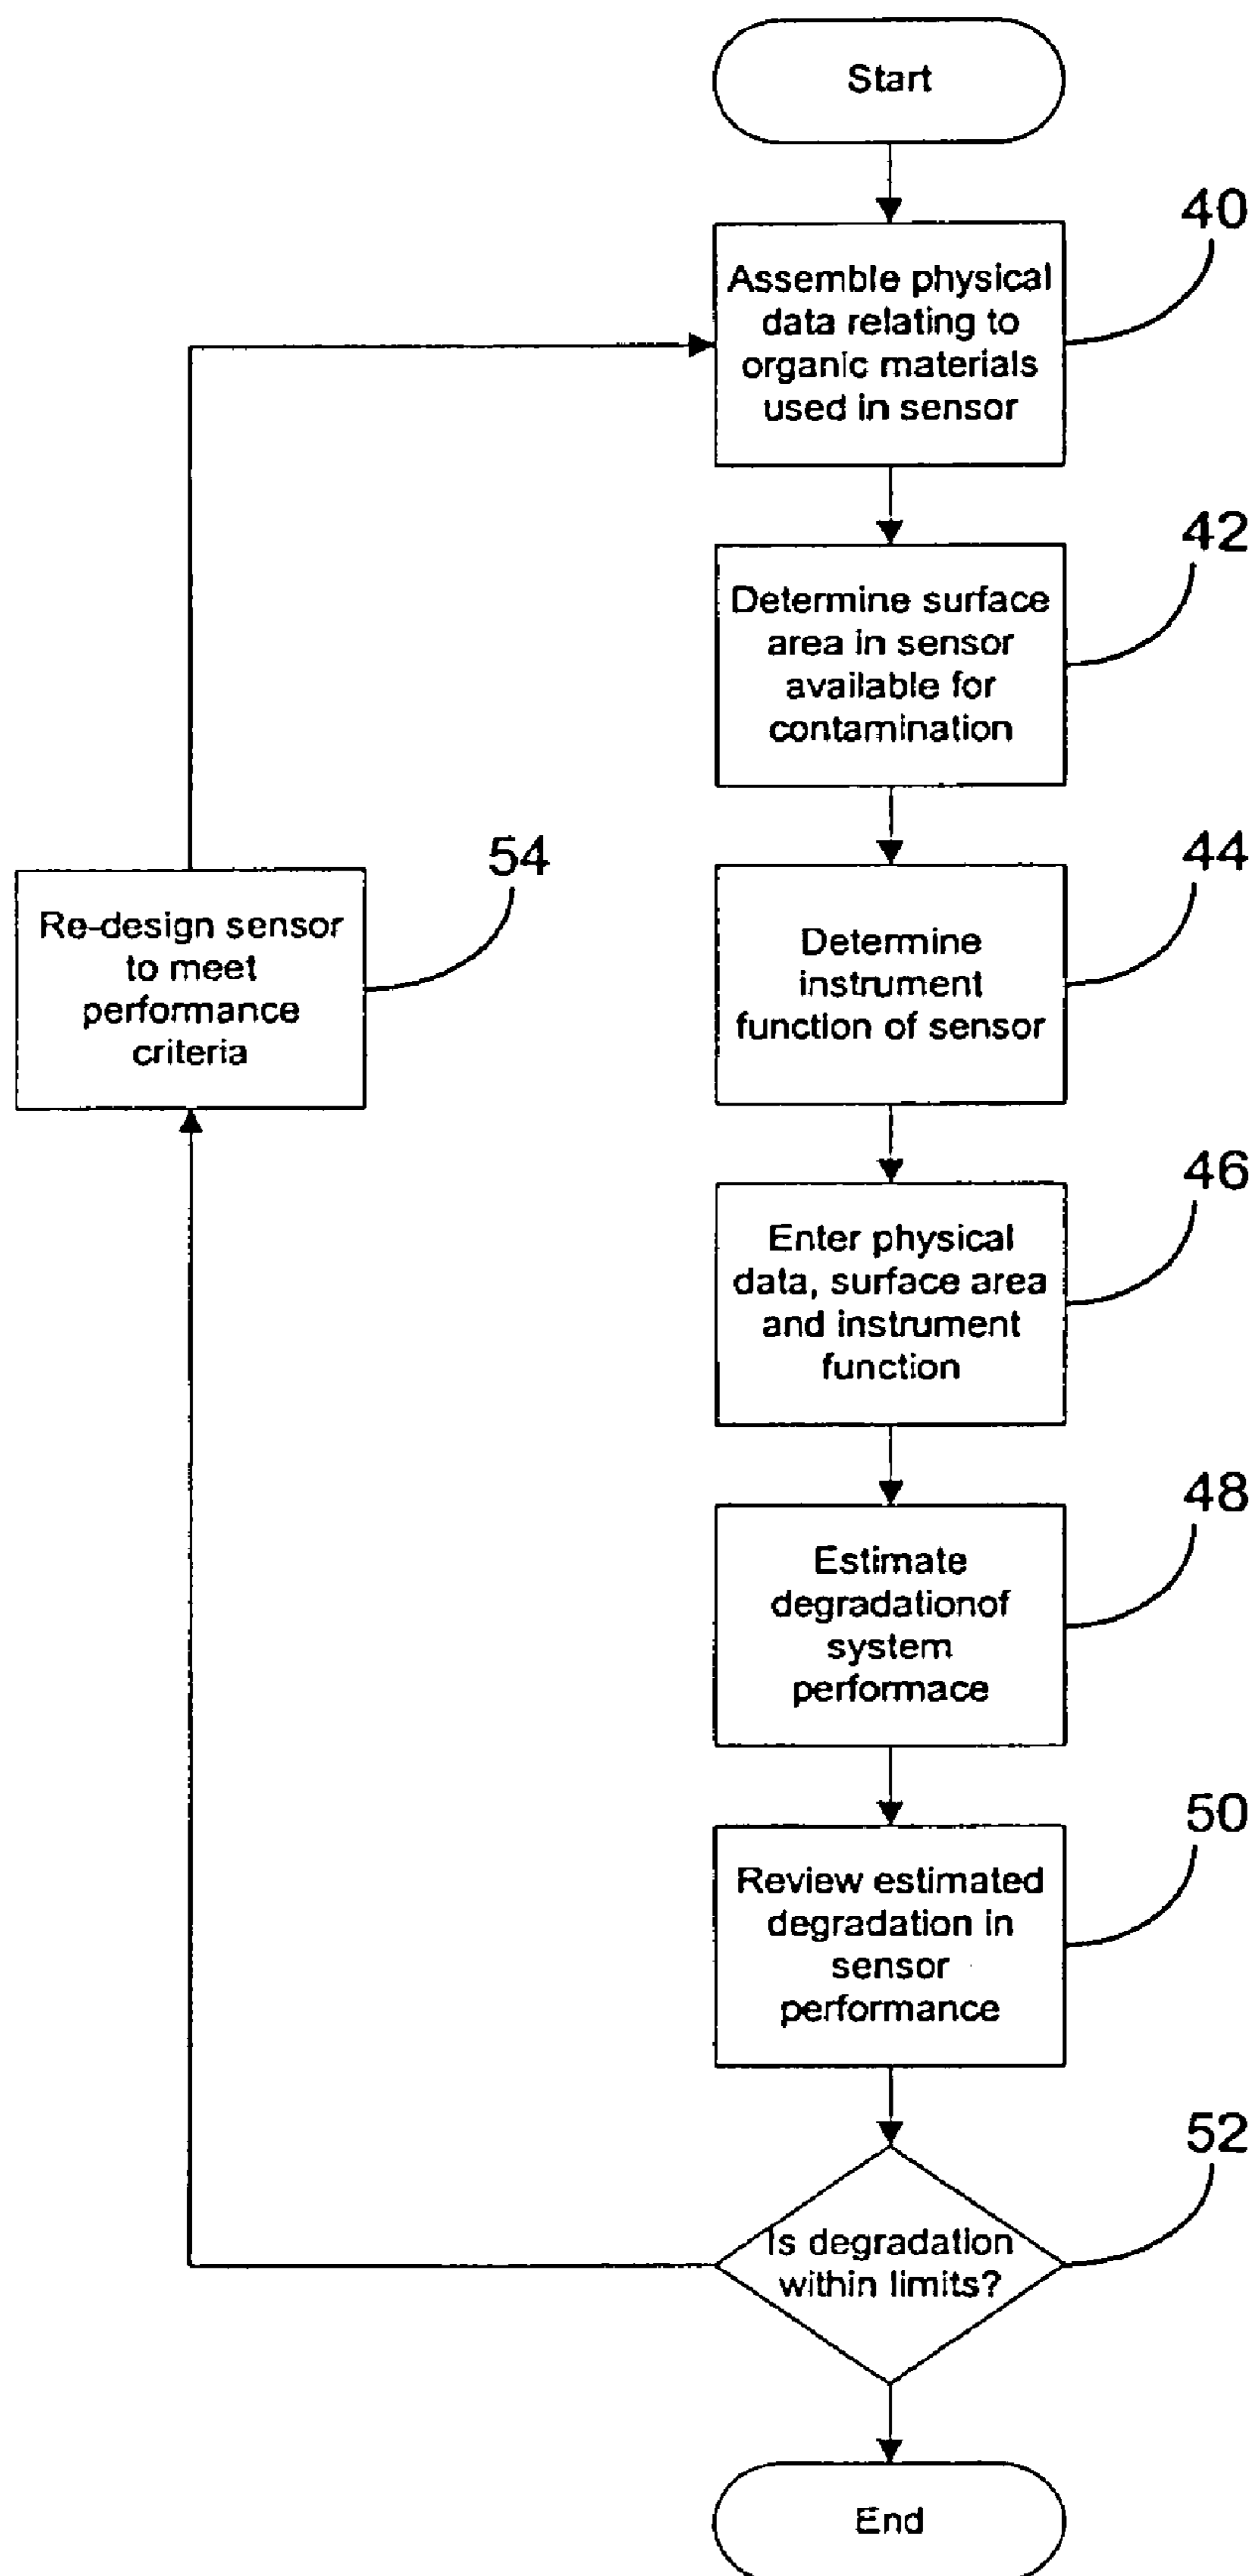 Start
40
Assemble physical
data relating to
organic materials
used in sensor
42
Determine surface
area in sensor
available for
contamination
54
44
Re-design sensor
to meet
performance
criteria
Determine
instrument
function of sensor
46
Enter physical
data, surface area
and instrument
function
48
Estimate
degradationof
system
performace
50
Review estimated
degradation in
sensor
performance
52
Is degradation
within limits?
End